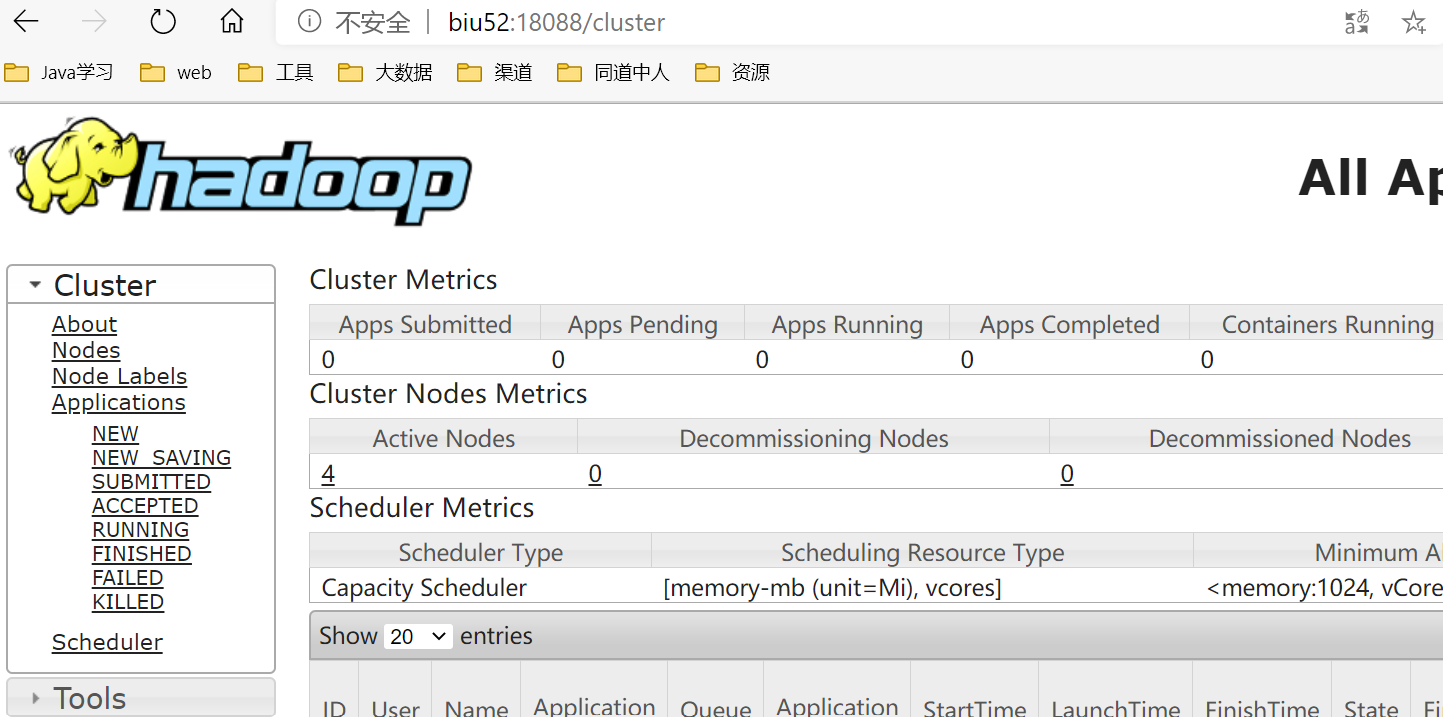 不安全 biu52:18088/cluster
Java学习 web 工具 大数据 渠道 同道中人 资源
hadoop
All Ap
Cluster
About
Nodes
Node Labels
Applications
NEW
NEW_SAVING
SUBMITTED
ACCEPTED
RUNNING
FINISHED
FAILED
KILLED
Scheduler
Tools
Cluster Metrics
Apps Submitted Apps Pending Apps Running Apps Completed Containers Running
0 0 0 0 0
Cluster Nodes Metrics
Active Nodes Decommissioning Nodes Decommissioned Nodes
4 0 0
Scheduler Metrics
Scheduler Type Scheduling Resource Type Minimum Al
Capacity Scheduler [memory-mb (unit=Mi), vcores] <memory:1024, vCore
Show 20 entries
ID User Name Application Queue Application StartTime LaunchTime FinishTime State Fi